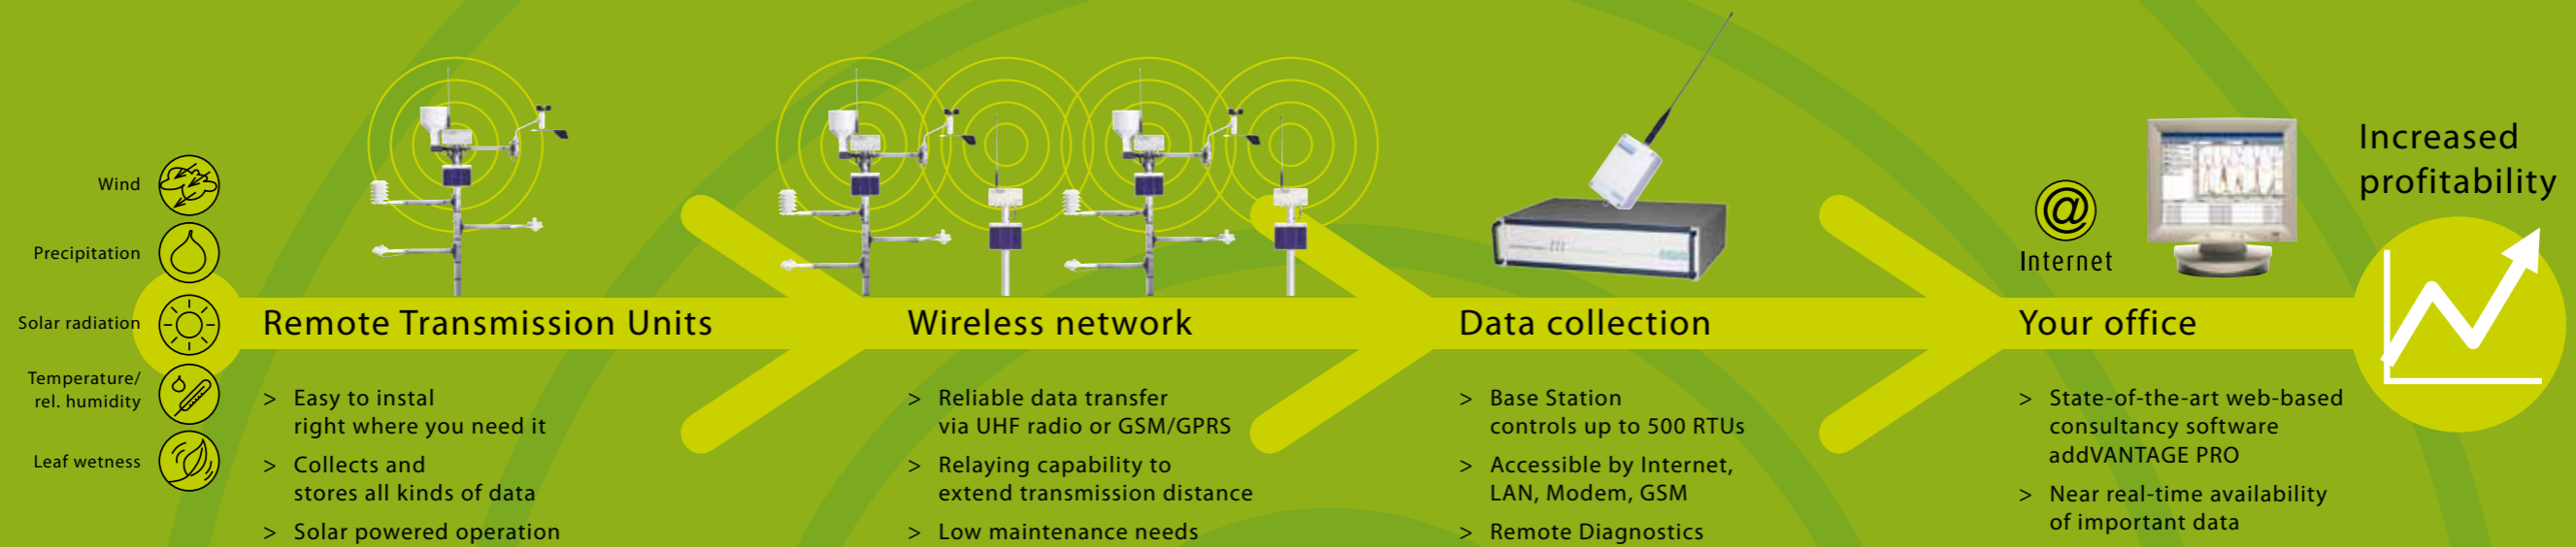 Wind
Precipitation
Solar radiation
Temperature/
rel. humidity
Leaf wetness
Remote Transmission Units
> Easy to instal
right where you need it
> Collects and
stores all kinds of data
> Solar powered operation
Wireless network
> Reliable data transfer
via UHF radio or GSM/GPRS
> Relaying capability to
extend transmission distance
> Low maintenance needs
Data collection
> Base Station
controls up to 500 RTUs
> Accessible by Internet,
LAN, Modem, GSM
> Remote Diagnostics
@
Internet
Your office
> State-of-the-art web-based
consultancy software
addVANTAGE PRO
> Near real-time availability
of important data
Increased
profitability